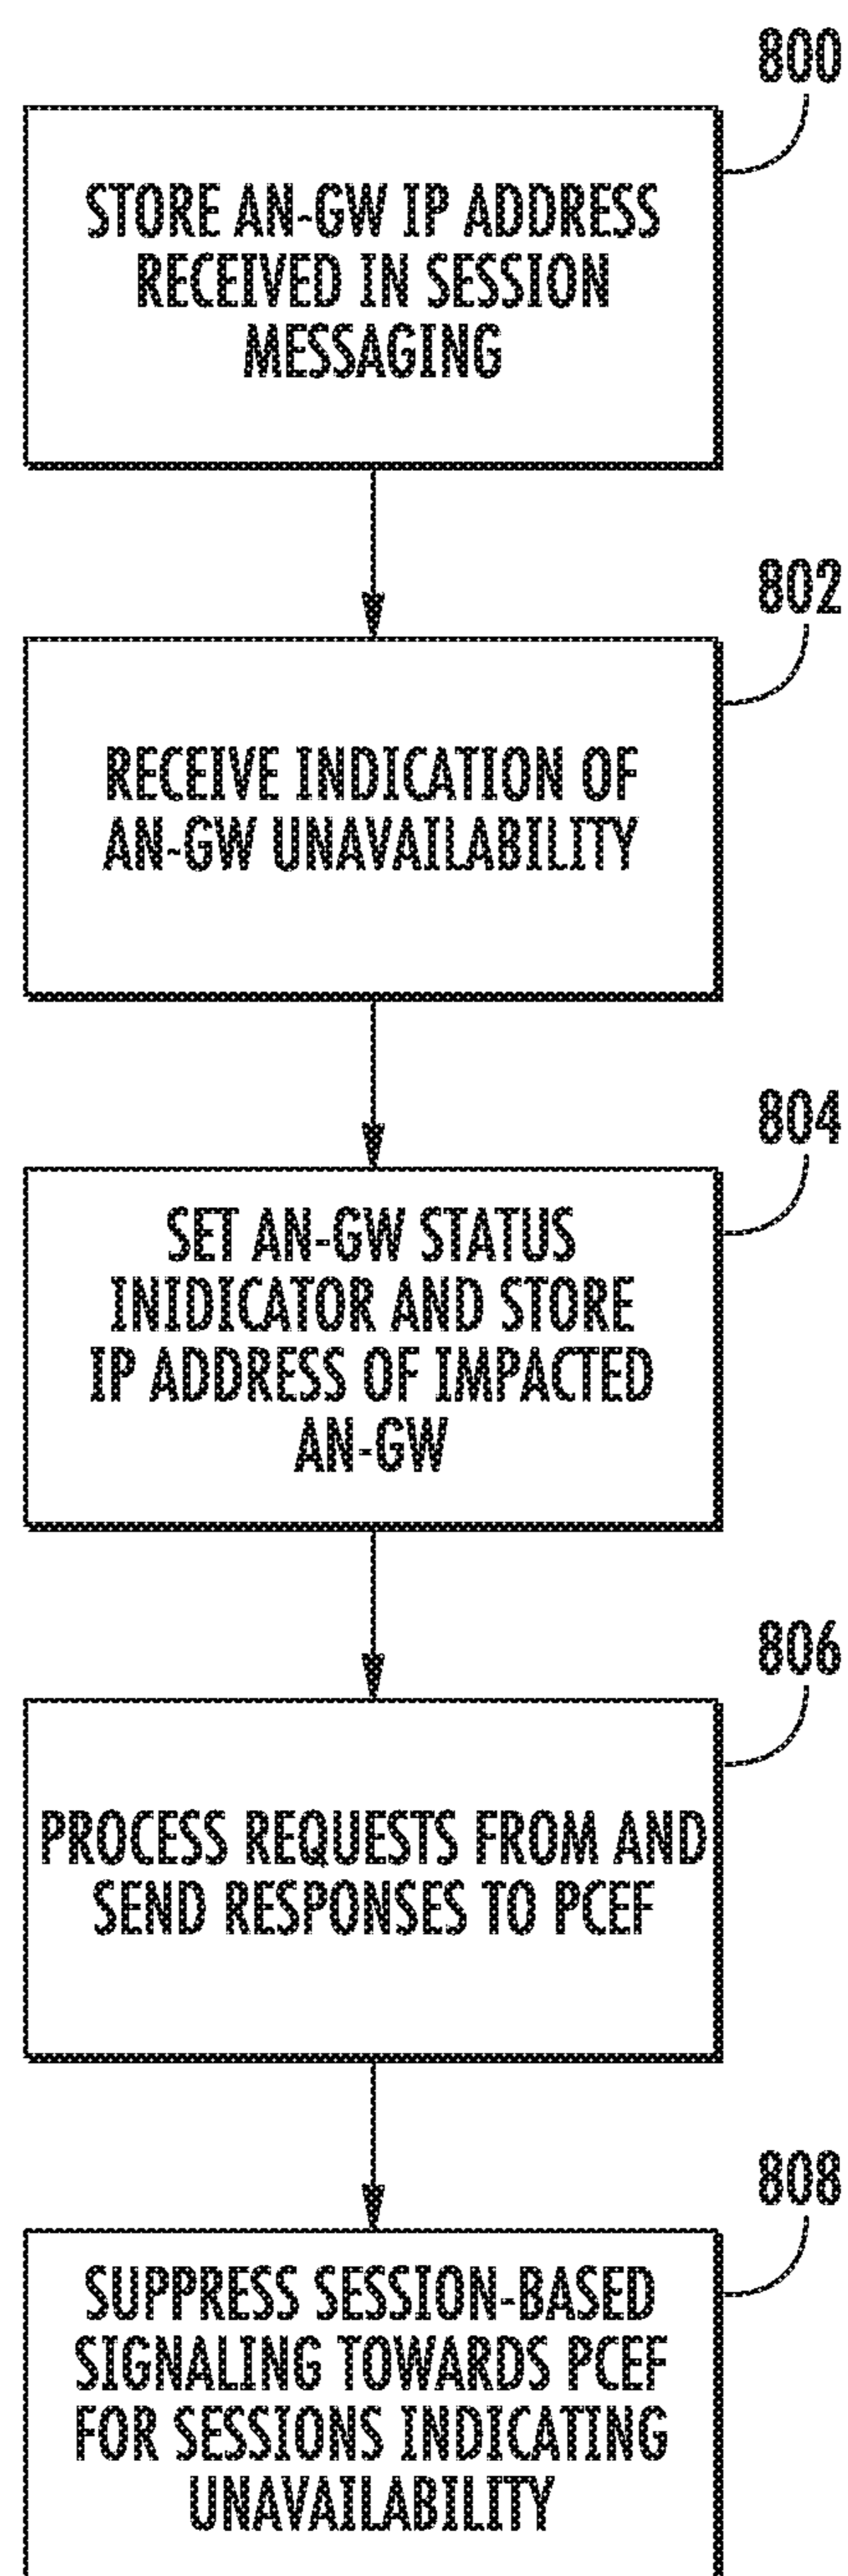 800
STORE AN-GW IP ADDRESS
RECEIVED IN SESSION
MESSAGING
802
RECEIVE INDICATION OF
AN-GW UNAVAILABILITY
804
SET AN-GW STATUS
INIDICATOR AND STORE
IP ADDRESS OF IMPACTED
AN-GW
806
PROCESS REQUESTS FROM AND
SEND RESPONSES TO PCEF
808
SUPPRESS SESSION-BASED
SIGNALING TOWARDS PCEF
FOR SESSIONS INDICATING
UNAVAILABILITY